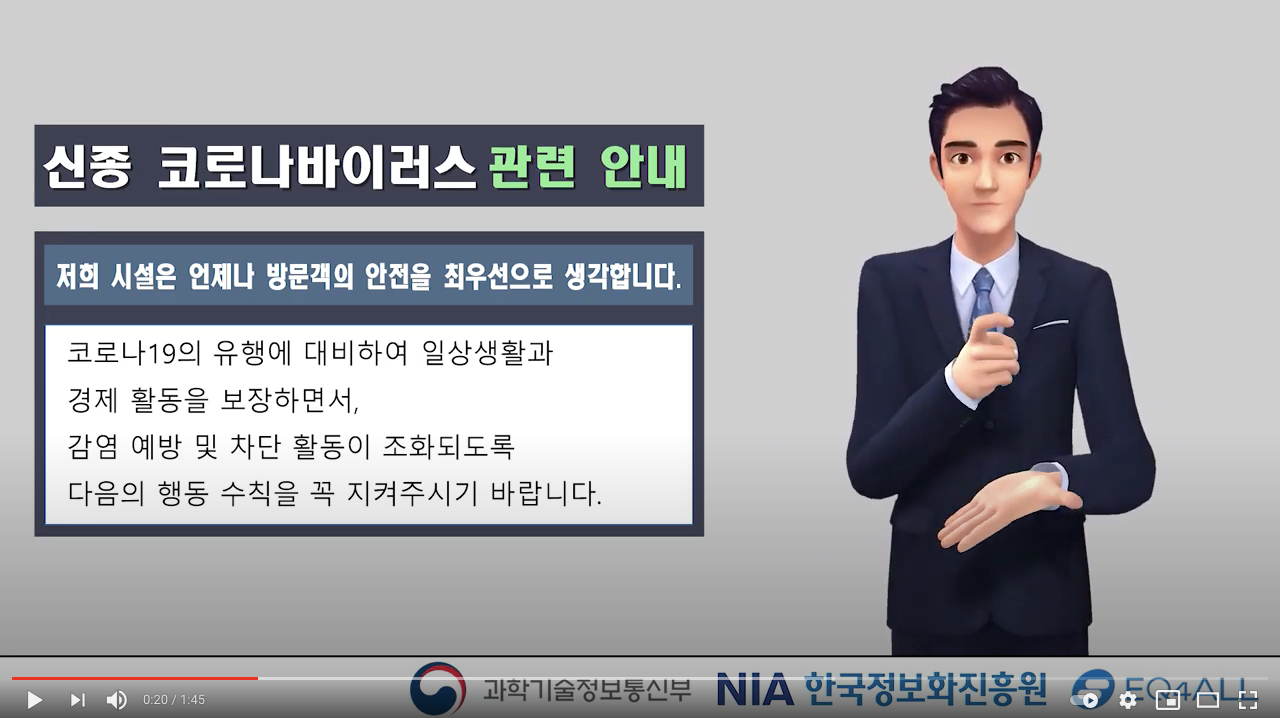 신종 코로나바이러스 관련 안내
저희 시설은 언제나 방문객의 안전을 최우선으로 생각합니다.
코로나19의 유행에 대비하여 일상생활과
경제 활동을 보장하면서,
감염 예방 및 차단 활동이 조화되도록
다음의 행동 수칙을 꼭 지켜주시기 바랍니다.
0:20 / 1:45
과학기술정보통신부
NIA 한국정보화진흥원
EQ4ALL